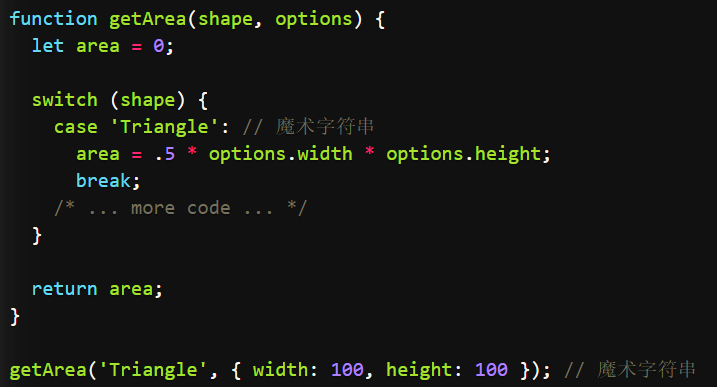 function getArea(shape, options) {
  let area = 0;

  switch (shape) {
    case 'Triangle': // 魔术字符串
      area = .5 * options.width * options.height;
      break;
    /* ... more code ... */
  }

  return area;
}

getArea('Triangle', { width: 100, height: 100 }); // 魔术字符串